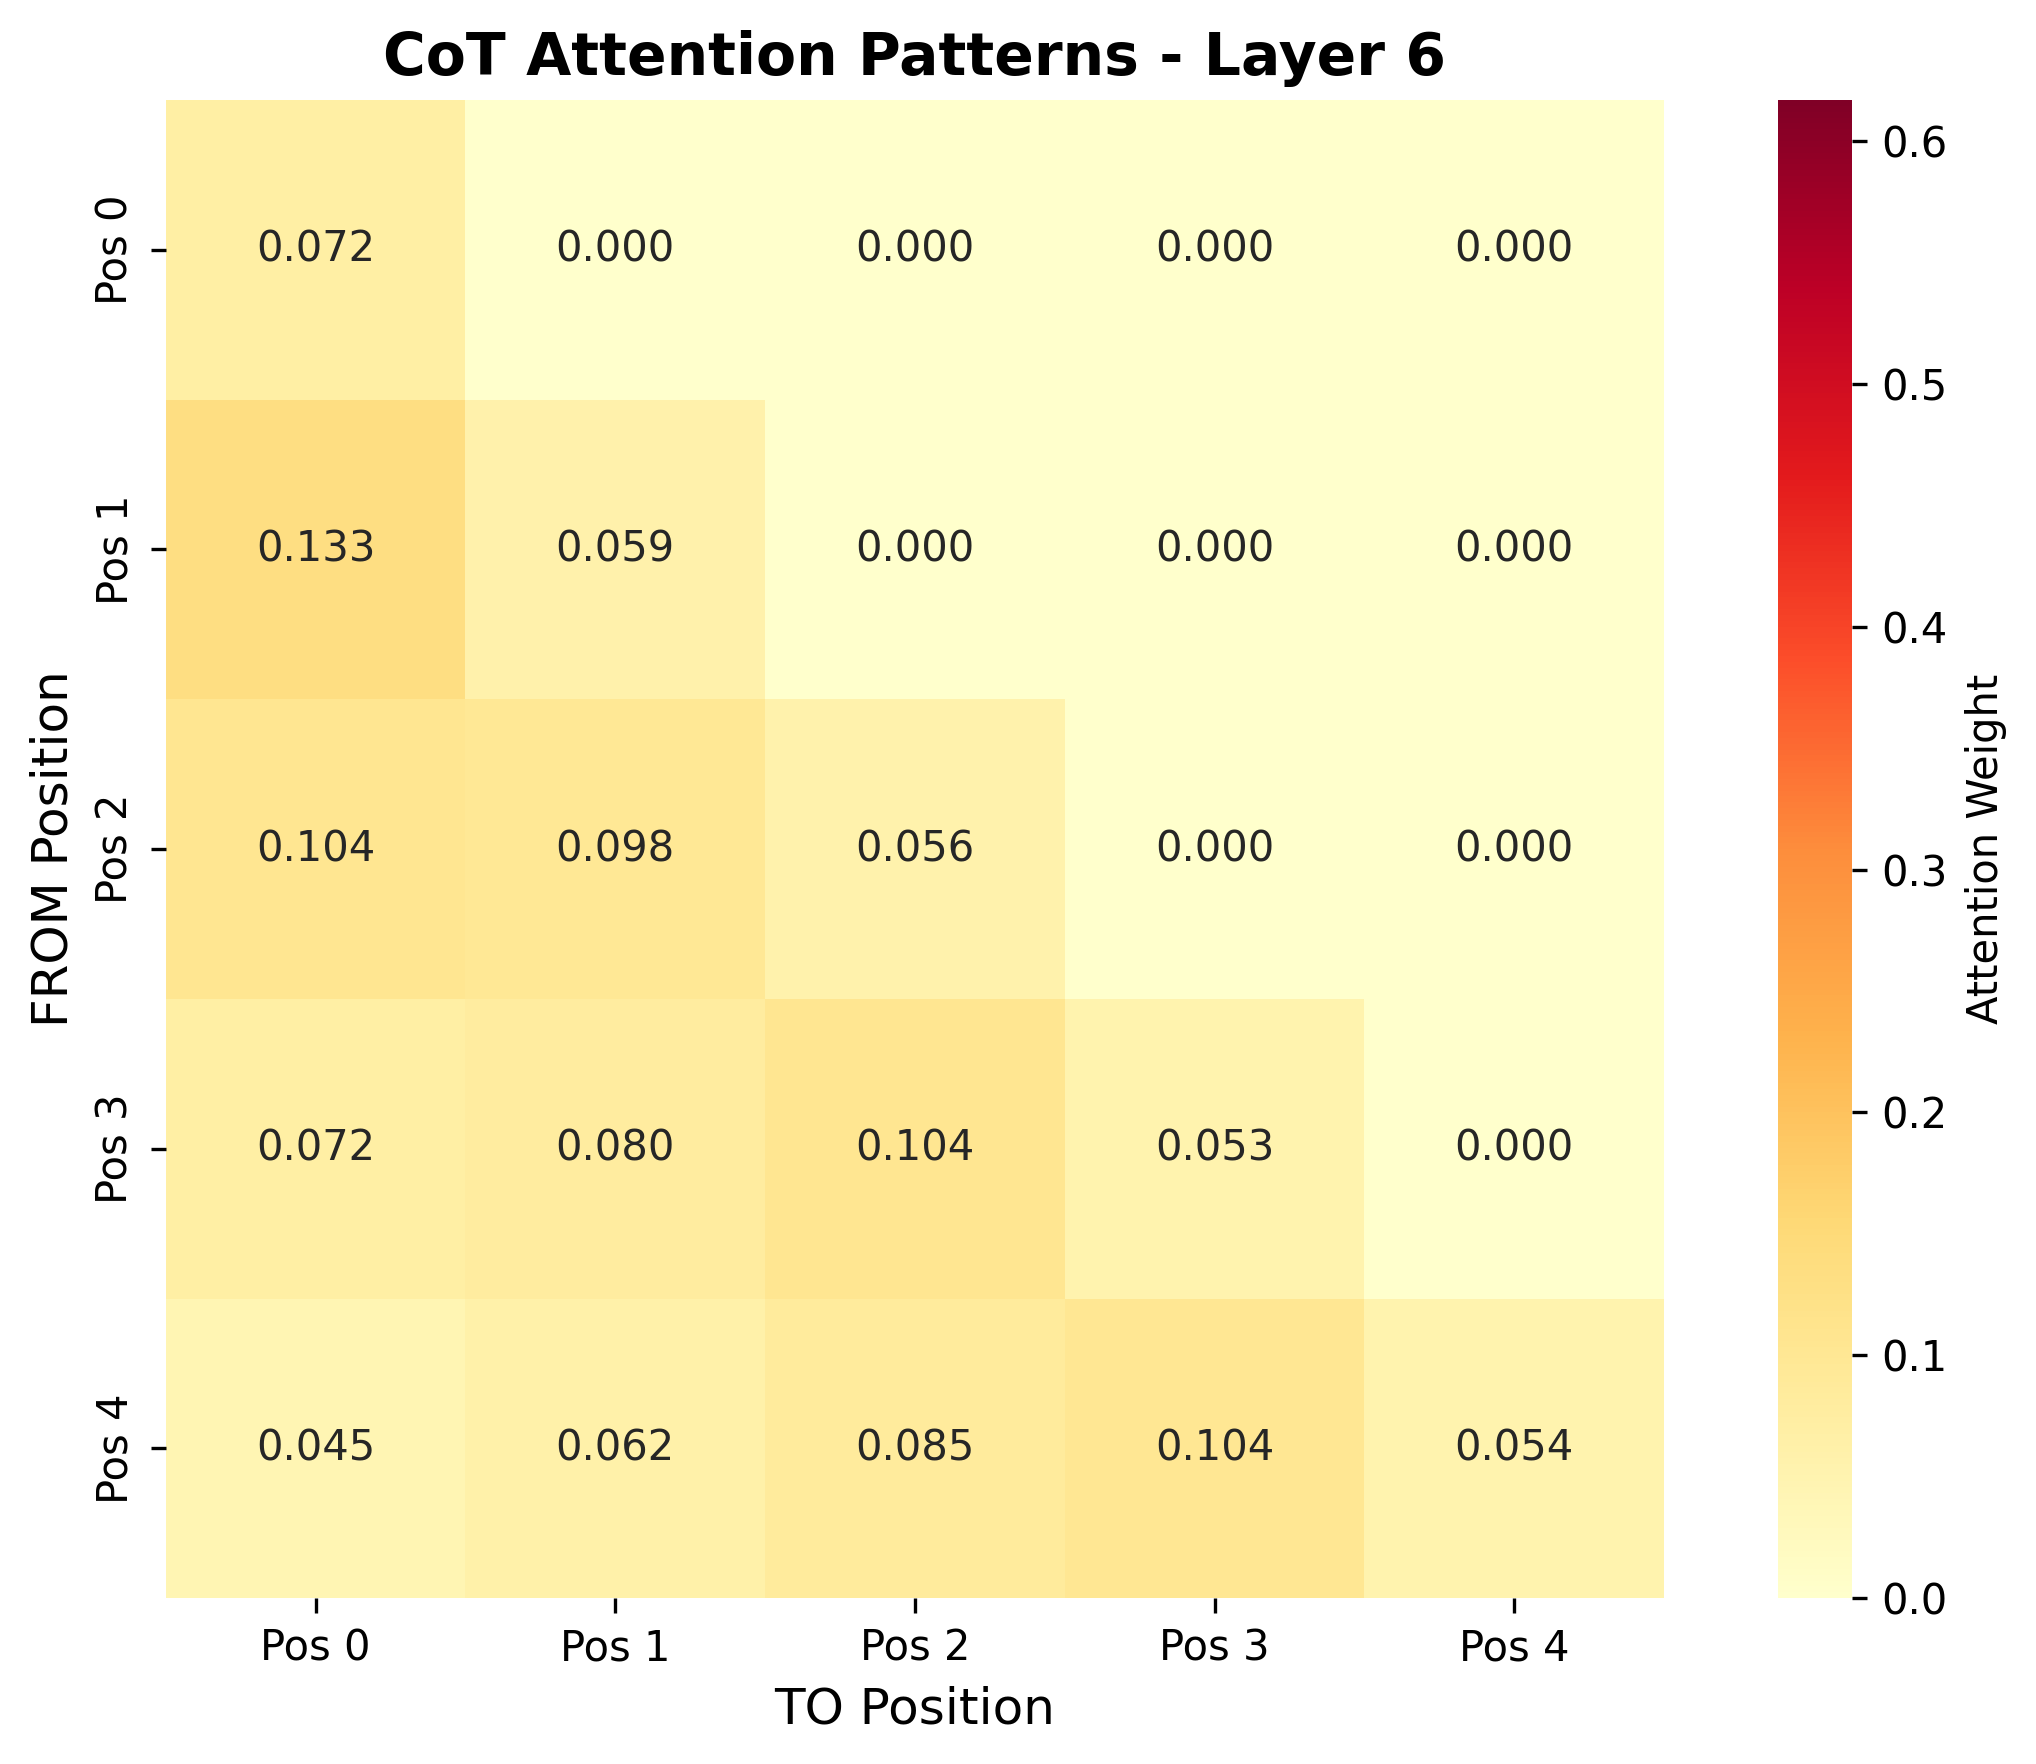 CoT Attention Patterns - Layer 6
FROM Position
Pos 0
0.072 0.000 0.000 0.000 0.000
Pos 1
0.133 0.059 0.000 0.000 0.000
Pos 2
0.104 0.098 0.056 0.000 0.000
Pos 3
0.072 0.080 0.104 0.053 0.000
Pos 4
0.045 0.062 0.085 0.104 0.054
Pos 0 Pos 1 Pos 2 Pos 3 Pos 4
TO Position
0.6
0.5
0.4
0.3
0.2
0.1
0.0
Attention Weight